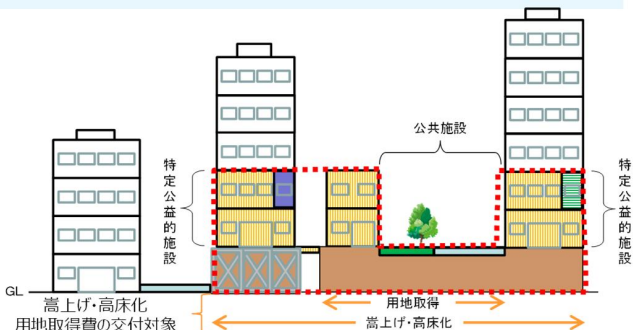 公共施設
特定公益的施設
特定公益的施設
GL
嵩上げ・高床化
用地取得費の交付対象
用地取得
嵩上げ・高床化